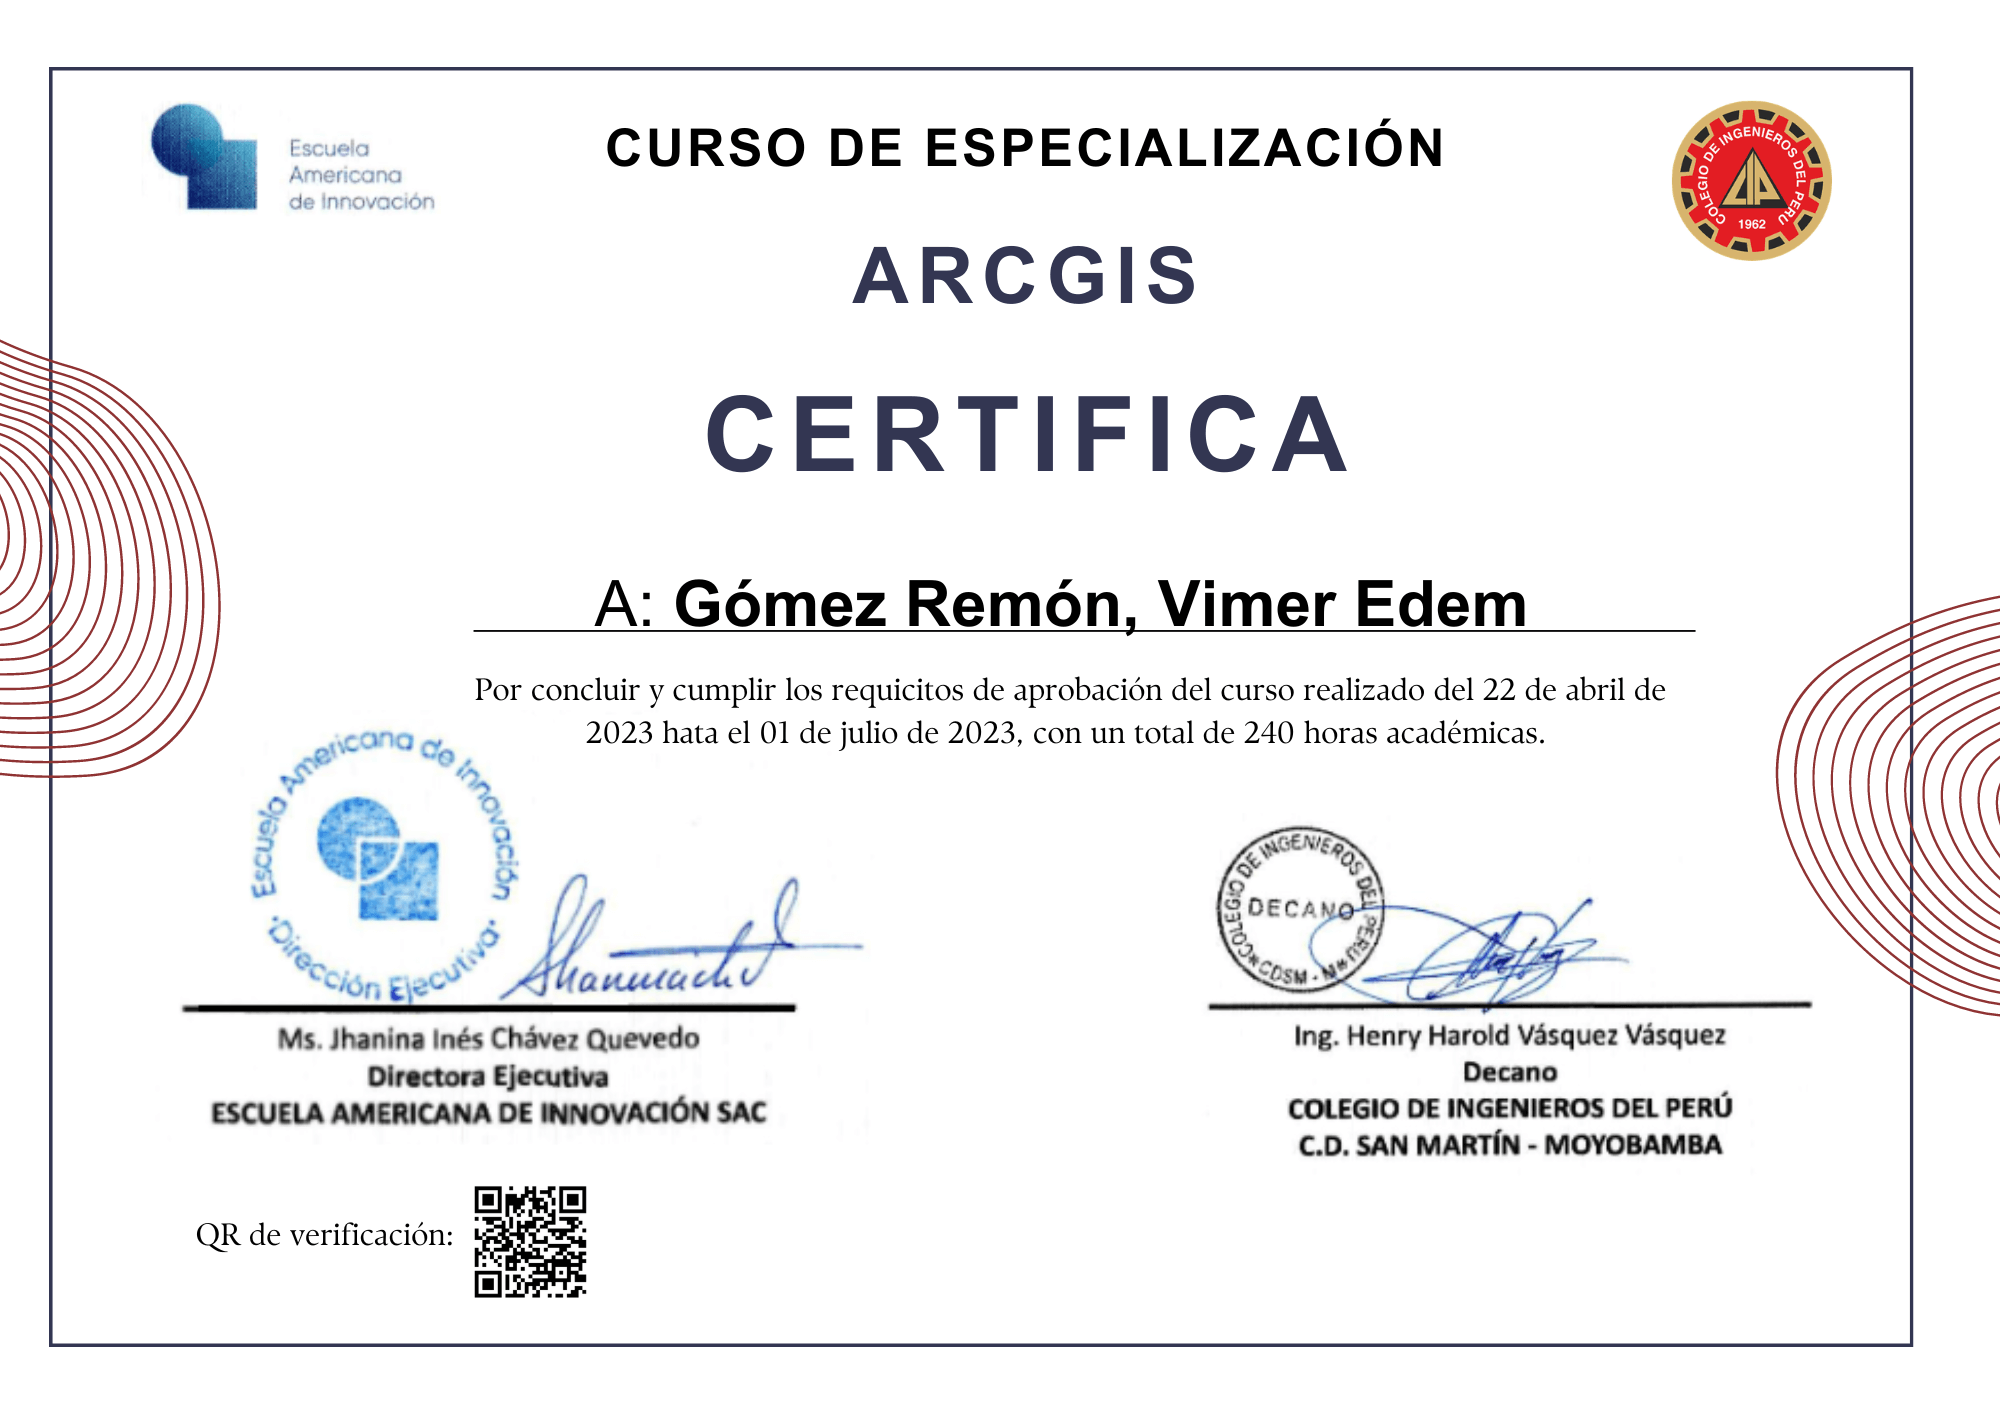 Escuela
Americana
de Innovación
CURSO DE ESPECIALIZACIÓN
COLEGIO DE INGENIEROS DEL PERU
1962
ARCGIS
CERTIFICA
A: Gómez Remón, Vimer Edem
Por concluir y cumplir los requicitos de aprobación del curso realizado del 22 de abril de
2023 hata el 01 de julio de 2023, con un total de 240 horas académicas.
Escuela Americana de Innovación
Dirección Ejecutiva
COLEGIO DE INGENIEROS DEL PERU
DECANO
CDSM - M
Ms. Jhanina Inés Chávez Quevedo
Directora Ejecutiva
ESCUELA AMERICANA DE INNOVACIÓN SAC
Ing. Henry Harold Vásquez Vásquez
Decano
COLEGIO DE INGENIEROS DEL PERÚ
C.D. SAN MARTÍN - MOYOBAMBA
QR de verificación: